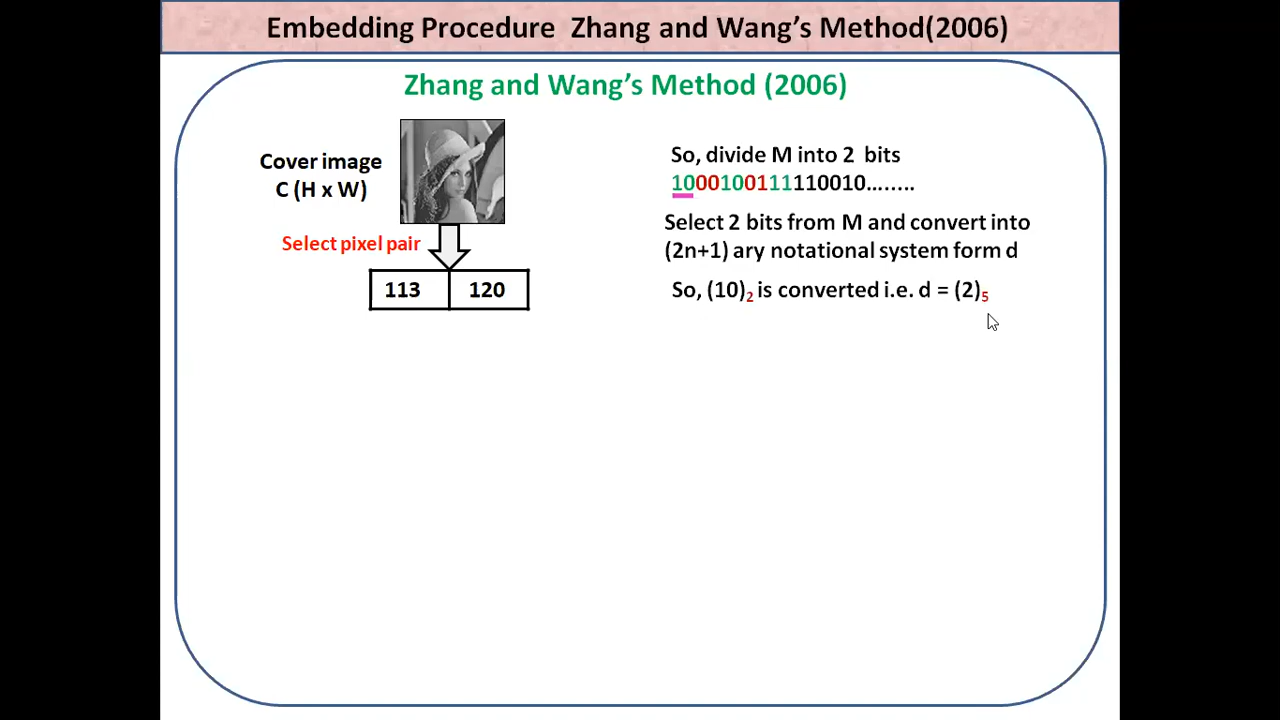 Embedding Procedure Zhang and Wang's Method(2006)
Zhang and Wang's Method (2006)
Cover image
C (H x W)
Select pixel pair
113 120
So, divide M into 2 bits
100010011110010……..
Select 2 bits from M and convert into
(2n+1) ary notational system form d
So, (10)2 is converted i.e. d = (2)5